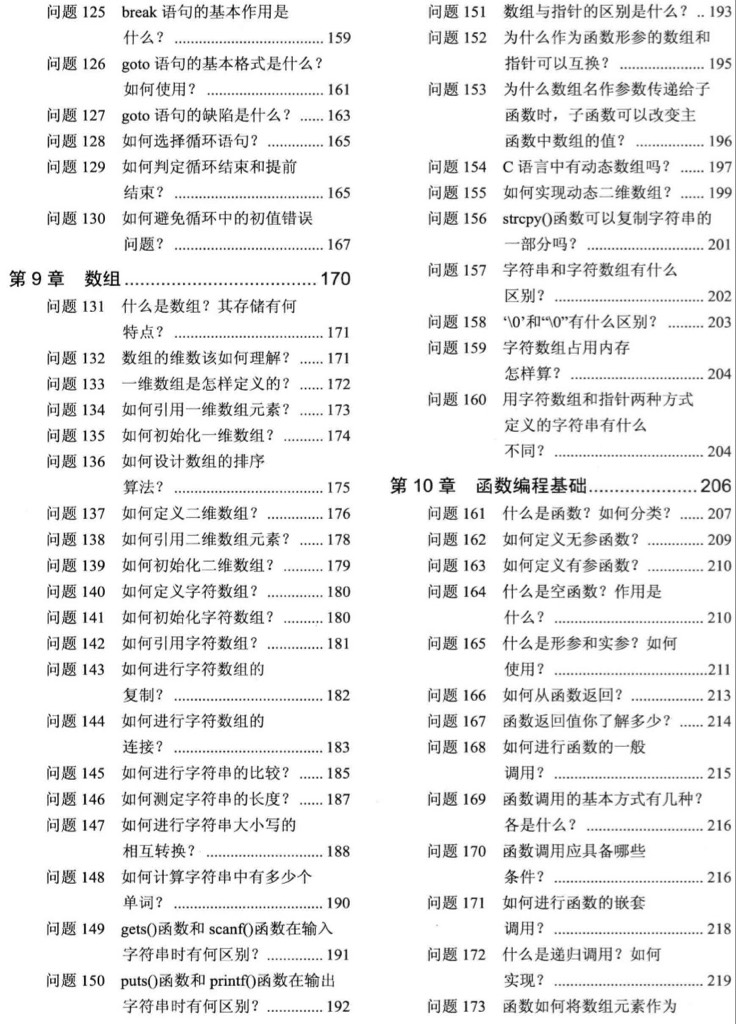 问题 125 break 语句的基本作用是
什么？ ................................ 159
问题 126 goto 语句的基本格式是什么？
如何使用？ ......................... 161
问题 127 goto 语句的缺陷是什么？ ...... 163
问题 128 如何选择循环语句？ ............ 165
问题 129 如何判定循环结束和提前
结束？ ................................ 165
问题 130 如何避免循环中的初值错误
问题？ ................................ 167
第 9 章 数组 .................................... 170
问题 131 什么是数组？其存储有何
特点？ ................................ 171
问题 132 数组的维数该如何理解？ ...... 171
问题 133 一维数组是怎样定义的？ ...... 172
问题 134 如何引用一维数组元素？ ...... 173
问题 135 如何初始化一维数组？ ......... 174
问题 136 如何设计数组的排序
算法？ ................................ 175
问题 137 如何定义二维数组？ ............ 176
问题 138 如何引用二维数组元素？ ...... 178
问题 139 如何初始化二维数组？ ......... 179
问题 140 如何定义字符数组？ ............ 180
问题 141 如何初始化字符数组？ ......... 180
问题 142 如何引用字符数组？ ............ 181
问题 143 如何进行字符数组的
复制？ ................................ 182
问题 144 如何进行字符数组的
连接？ ................................ 183
问题 145 如何进行字符串的比较？ ...... 185
问题 146 如何测定字符串的长度？ ...... 187
问题 147 如何进行字符串大小写的
相互转换？ ......................... 188
问题 148 如何计算字符串中有多少个
单词？ ................................ 190
问题 149 gets()函数和 scanf()函数在输入
字符串时有何区别？ ............ 191
问题 150 puts()函数和 printf()函数在输出
字符串时有何区别？ ............ 192
问题 151 数组与指针的区别是什么？ .. 193
问题 152 为什么作为函数形参的数组和
指针可以互换？ .................. 195
问题 153 为什么数组名作参数传递给子
函数时，子函数可以改变主
函数中数组的值？ ............... 196
问题 154 C 语言中有动态数组吗？ ...... 197
问题 155 如何实现动态二维数组？ ...... 199
问题 156 strcpy()函数可以复制字符串的
一部分吗？ ......................... 201
问题 157 字符串和字符数组有什么
区别？ ................................ 202
问题 158 ‘\0’和“\0”有什么区别？ ......... 203
问题 159 字符数组占用内存
怎样算？ ............................ 204
问题 160 用字符数组和指针两种方式
定义的字符串有什么
不同？ ................................ 204
第 10 章 函数编程基础 .................... 206
问题 161 什么是函数？如何分类？ ...... 207
问题 162 如何定义无参函数？ ............ 209
问题 163 如何定义有参函数？ ............ 210
问题 164 什么是空函数？作用是
什么？ ................................ 210
问题 165 什么是形参和实参？如何
使用？ ................................ 211
问题 166 如何从函数返回？ ............... 213
问题 167 函数返回值你了解多少？ ...... 214
问题 168 如何进行函数的一般
调用？ ................................ 215
问题 169 函数调用的基本方式有几种？
各是什么？ ......................... 216
问题 170 函数调用应具备哪些
条件？ ................................ 216
问题 171 如何进行函数的嵌套
调用？ ................................ 218
问题 172 什么是递归调用？如何
实现？ ................................ 219
问题 173 函数如何将数组元素作为